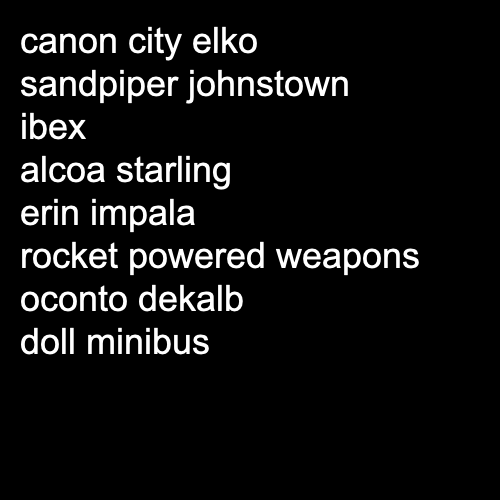 canon city elko
sandpiper johnstown
ibex
alcoa starling
erin impala
rocket powered weapons
oconto dekalb
doll minibus